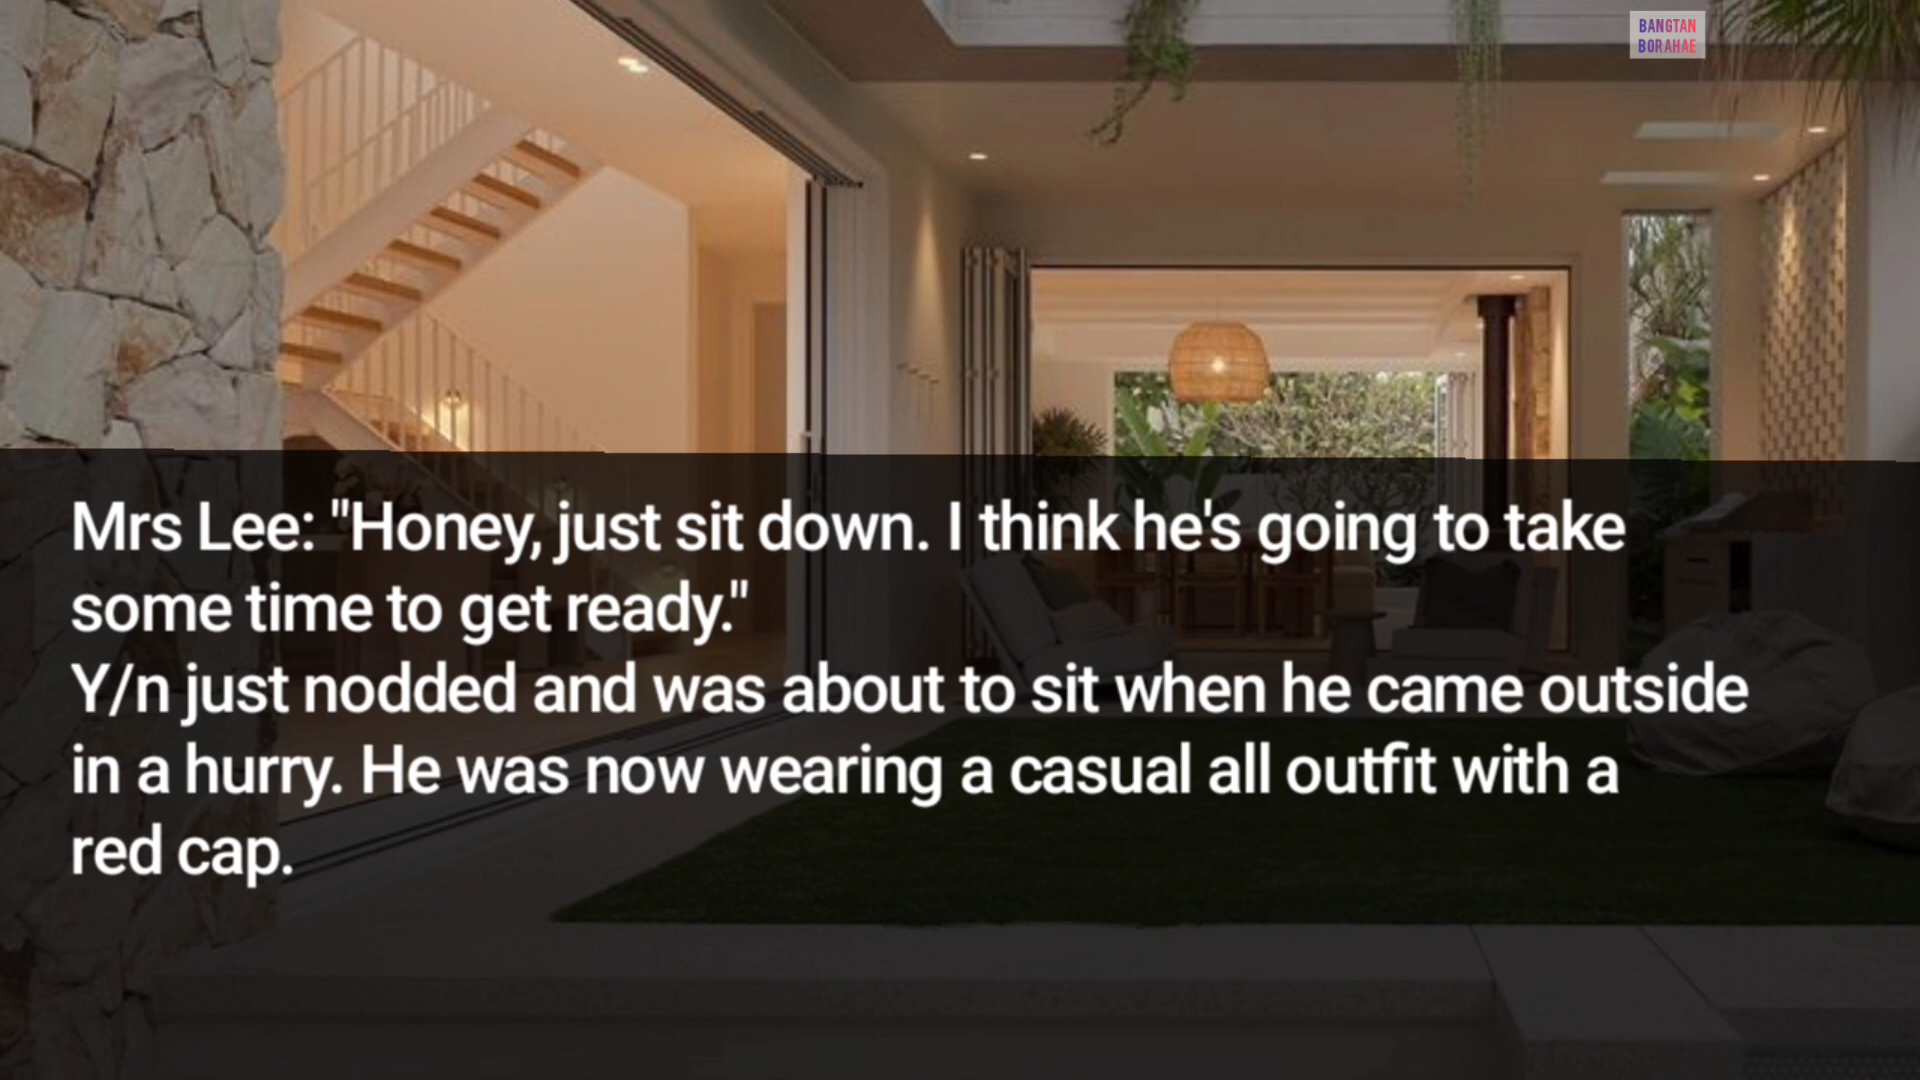 BANGTAN
BORAHAE
Mrs Lee: "Honey, just sit down. I think he's going to take
some time to get ready."
Y/n just nodded and was about to sit when he came outside
in a hurry. He was now wearing a casual all outfit with a
red cap.